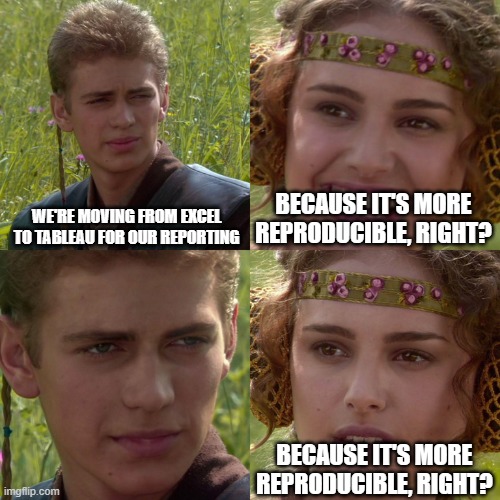 WE'RE MOVING FROM EXCEL
TO TABLEAU FOR OUR REPORTING
BECAUSE IT'S MORE
REPRODUCIBLE, RIGHT?
BECAUSE IT'S MORE
REPRODUCIBLE, RIGHT?
imgflip.com